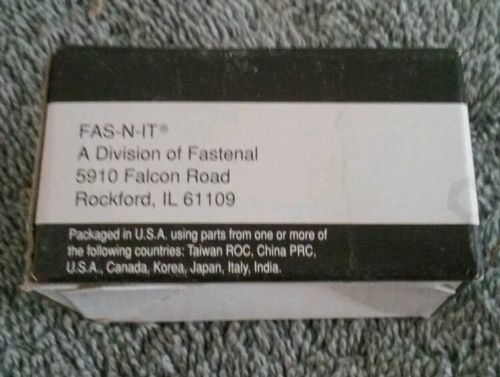 FAS-N-IT®
A Division of Fastenal
5910 Falcon Road
Rockford, IL 61109
Packaged in U.S.A. using parts from one or more of
the following countries: Taiwan ROC, China PRC,
U.S.A., Canada, Korea, Japan, Italy, India.